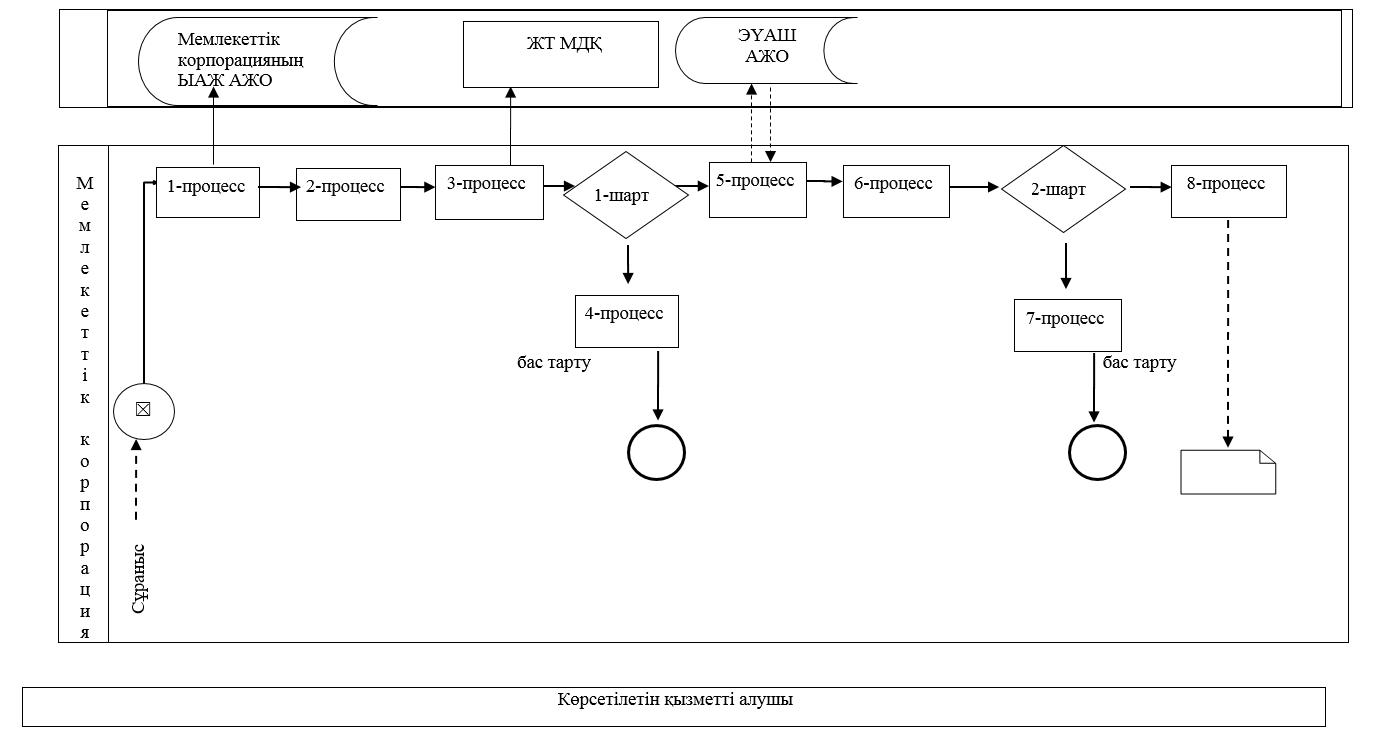 Мемлекеттік
корпорацияның
ЫАЖ АЖО
ЖТ МДҚ
ЭҮАШ
АЖО
Мемлекеттік корпорация
1-процесс
2-процесс
3-процесс
1-шарт
5-процесс
6-процесс
2-шарт
8-процесс
4-процесс
7-процесс
бас тарту
бас тарту
Сұраныс
Көрсетілетін қызметті алушы